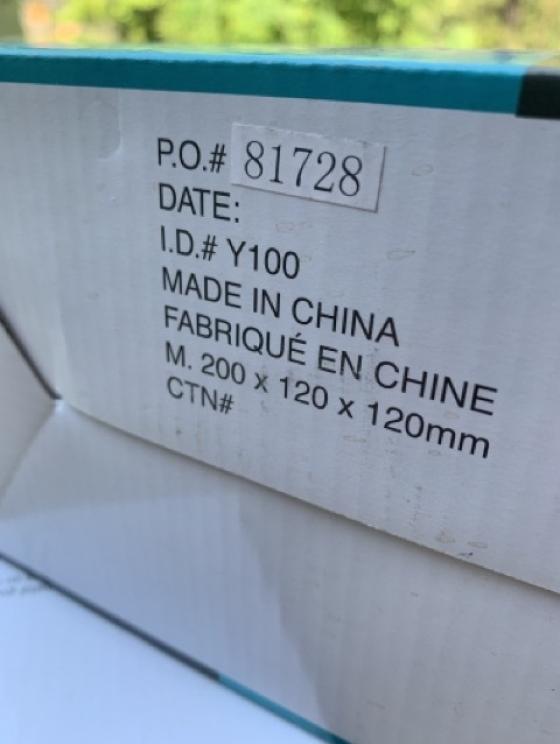 P.O.# 81728
DATE:
I.D.# Y100
MADE IN CHINA
FABRIQUÉ EN CHINE
M. 200 x 120 x 120mm
CTN#